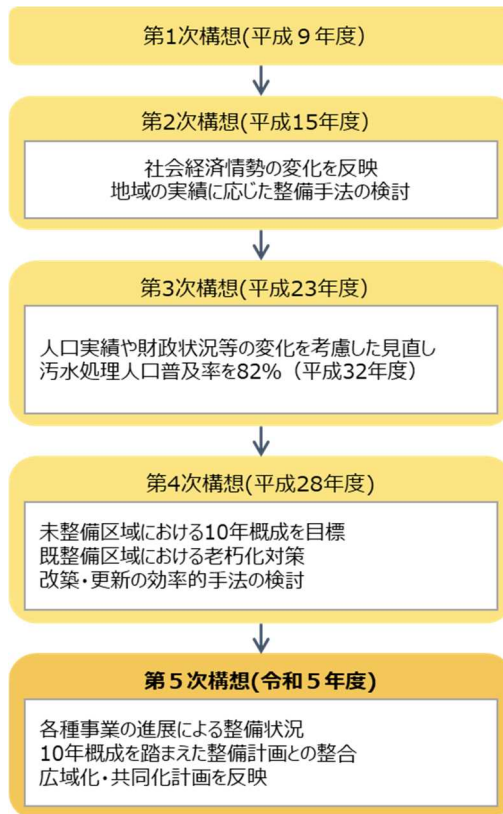 第1次構想(平成９年度)
第2次構想(平成15年度)
社会経済情勢の変化を反映
地域の実績に応じた整備手法の検討
第3次構想(平成23年度)
人口実績や財政状況等の変化を考慮した見直し
汚水処理人口普及率を82%（平成32年度）
第4次構想(平成28年度)
未整備区域における10年概成を目標
既整備区域における老朽化対策
改築・更新の効率的手法の検討
第５次構想(令和５年度)
各種事業の進展による整備状況
10年概成を踏まえた整備計画との整合
広域化・共同化計画を反映